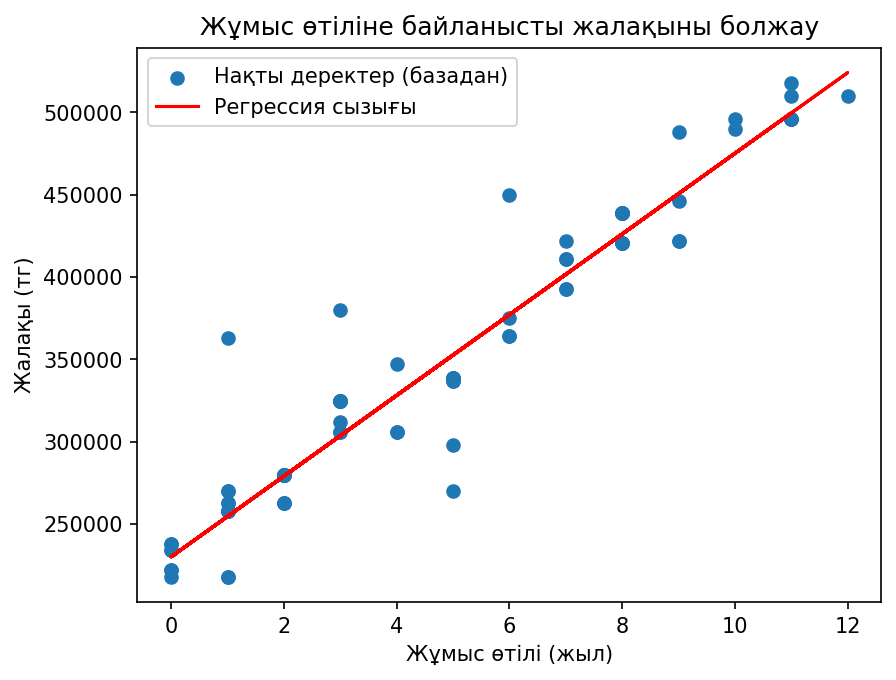 Жұмыс өтіліне байланысты жалақыны болжау
Нақты деректер (базадан)
Регрессия сызығы
500000
450000
400000
350000
300000
250000
Жалақы (тг)
0 2 4 6 8 10 12
Жұмыс өтілі (жыл)